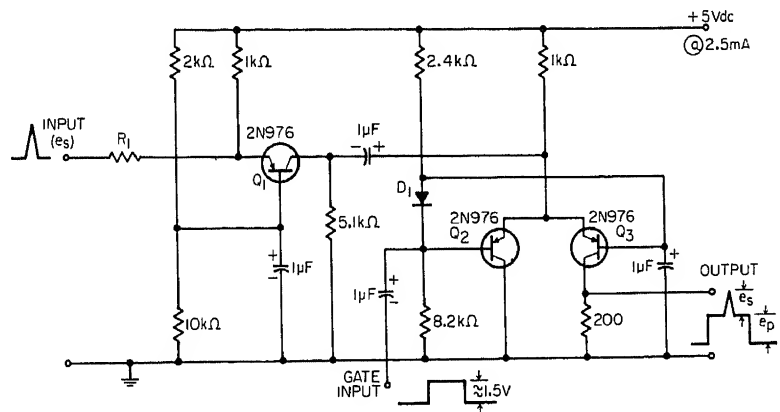 +5Vdc
@2.5mA
2kΩ
1kΩ
2.4kΩ
1kΩ
INPUT
(es)
R1
2N976
Q1
1µF
- +
5.1kΩ
D1
2N976
Q2
2N976
Q3
+
-
1µF
+
-
1µF
+
1µF
OUTPUT
es
ep
10kΩ
8.2kΩ
200
GATE
INPUT
≈1.5V